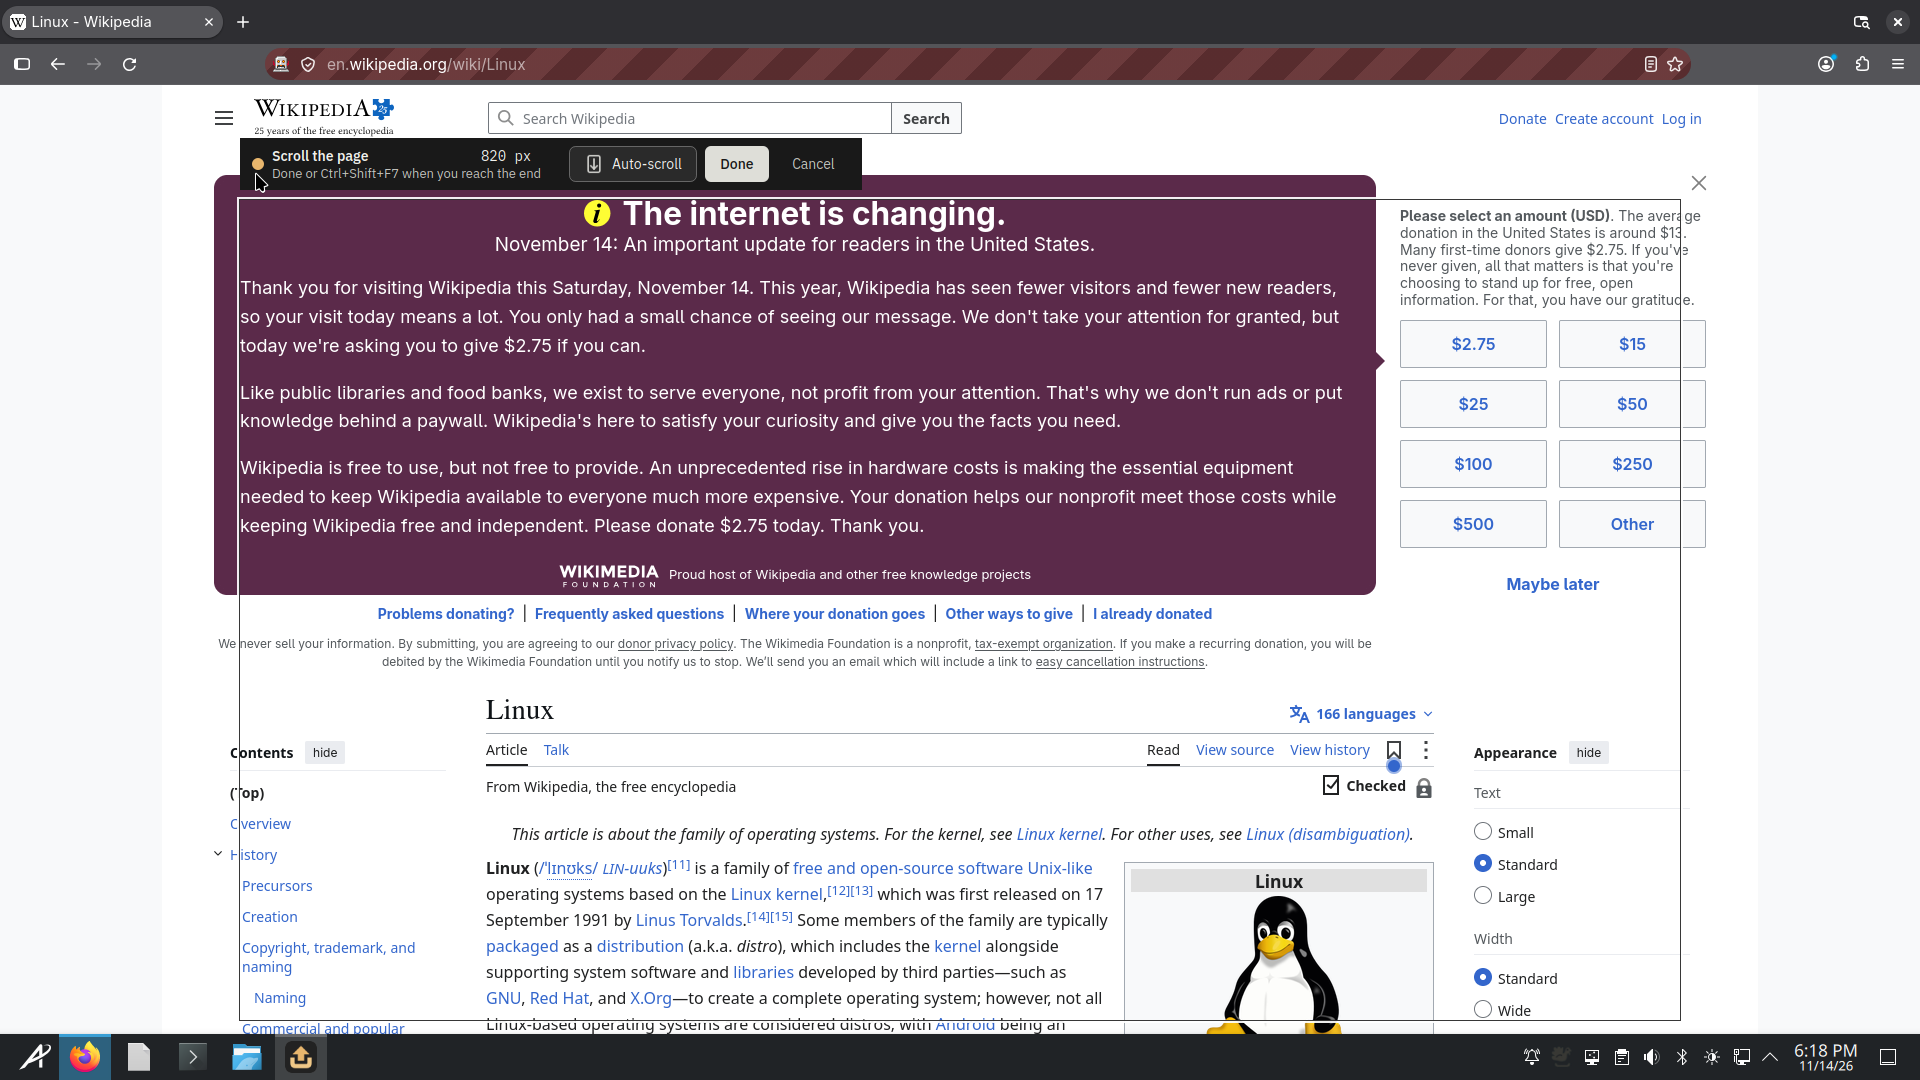 Linux - Wikipedia
en.wikipedia.org/wiki/Linux
WIKIPEDIA 25
25 years of the free encyclopedia
Search Wikipedia
Search
Donate Create account Log in
Scroll the page 820 px
Done or Ctrl+Shift+F7 when you reach the end
Auto-scroll
Done
Cancel
i The internet is changing.
November 14: An important update for readers in the United States.
Thank you for visiting Wikipedia this Saturday, November 14. This year, Wikipedia has seen fewer visitors and fewer new readers,
so your visit today means a lot. You only had a small chance of seeing our message. We don't take your attention for granted, but
today we're asking you to give $2.75 if you can.
Like public libraries and food banks, we exist to serve everyone, not profit from your attention. That's why we don't run ads or put
knowledge behind a paywall. Wikipedia's here to satisfy your curiosity and give you the facts you need.
Wikipedia is free to use, but not free to provide. An unprecedented rise in hardware costs is making the essential equipment
needed to keep Wikipedia available to everyone much more expensive. Your donation helps our nonprofit meet those costs while
keeping Wikipedia free and independent. Please donate $2.75 today. Thank you.
WIKIMEDIA
FOUNDATION
Proud host of Wikipedia and other free knowledge projects
Please select an amount (USD). The average
donation in the United States is around $13.
Many first-time donors give $2.75. If you've
never given, all that matters is that you're
choosing to stand up for free, open
information. For that, you have our gratitude.
$2.75 $15
$25 $50
$100 $250
$500 Other
Maybe later
Problems donating? | Frequently asked questions | Where your donation goes | Other ways to give | I already donated
We never sell your information. By submitting, you are agreeing to our donor privacy policy. The Wikimedia Foundation is a nonprofit, tax-exempt organization. If you make a recurring donation, you will be
debited by the Wikimedia Foundation until you notify us to stop. We'll send you an email which will include a link to easy cancellation instructions.
Contents hide
(Top)
Overview
History
Precursors
Creation
Copyright, trademark, and
naming
Naming
Commercial and popular
Linux
166 languages
Article Talk
Read View source View history
From Wikipedia, the free encyclopedia
Checked
This article is about the family of operating systems. For the kernel, see Linux kernel. For other uses, see Linux (disambiguation).
Linux (/ˈlɪnʊks/ LIN-uuks)[11] is a family of free and open-source software Unix-like
operating systems based on the Linux kernel,[12][13] which was first released on 17
September 1991 by Linus Torvalds.[14][15] Some members of the family are typically
packaged as a distribution (a.k.a. distro), which includes the kernel alongside
supporting system software and libraries developed by third parties—such as
GNU, Red Hat, and X.Org—to create a complete operating system; however, not all
Linux-based operating systems are considered distros, with Android being an
Linux
Appearance hide
Text
Small
Standard
Large
Width
Standard
Wide
6:18 PM
11/14/26